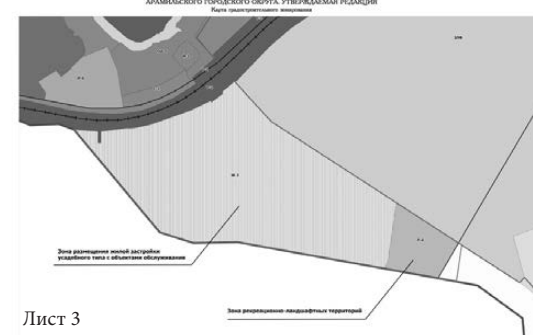 АРАМИЛЬСКОГО ГОРОДСКОГО ОКРУГА. УТВЕРЖДАЕМАЯ РЕДАКЦИЯ
Карта градостроительного зонирования
Зона размещения жилой застройки
усадебного типа с объектами обслуживания
Зона рекреационно-ландшафтных территорий
Лист 3